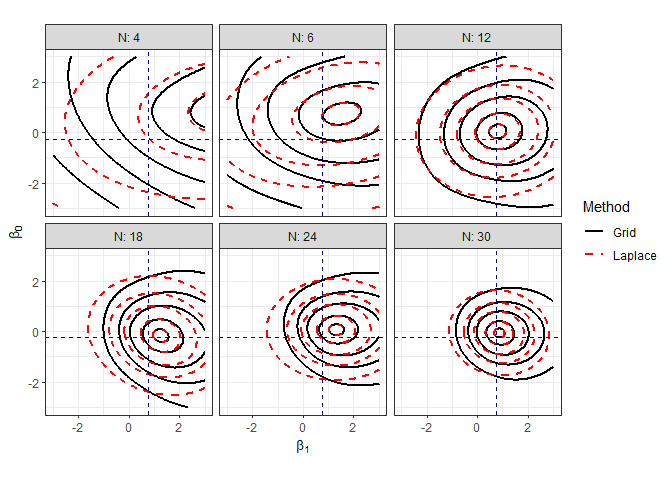 N: 4 N: 6 N: 12
2
0
-2
N: 18 N: 24 N: 30
2
0
-2
-2 0 2 -2 0 2 -2 0 2
β1
β0
Method
Grid
Laplace